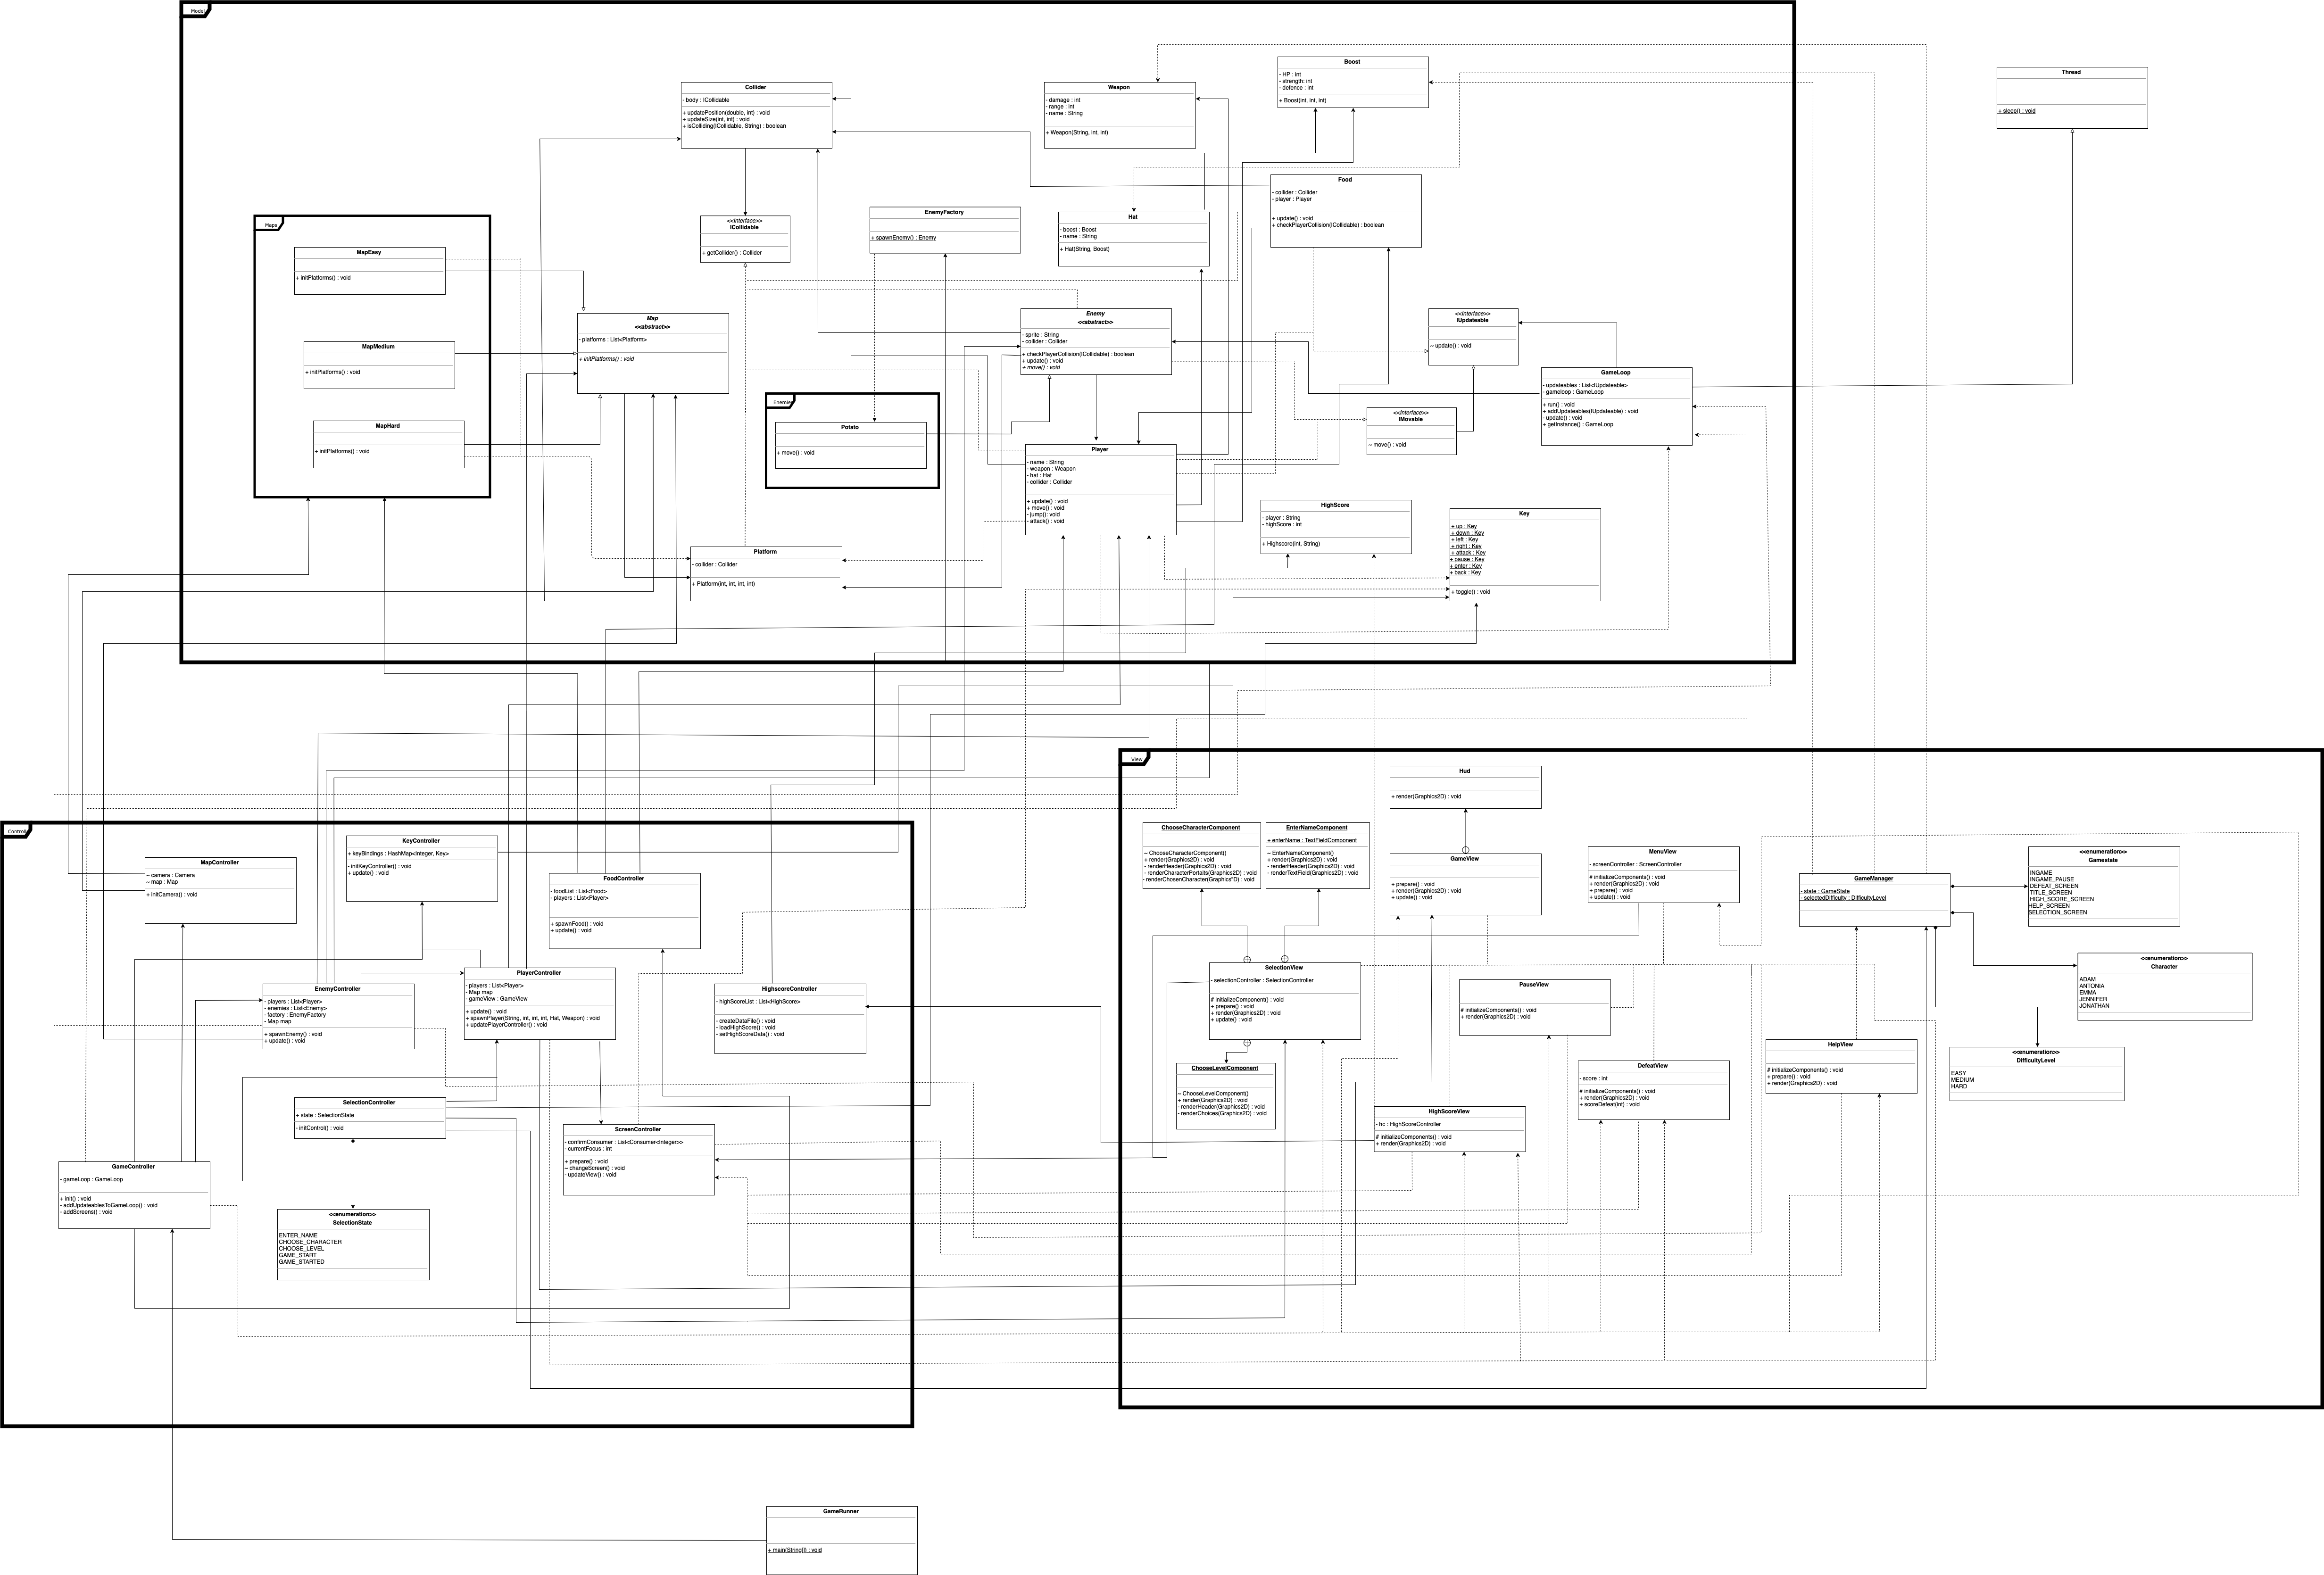 Model
Collider
- body : ICollidable
+ updatePosition(double, int) : void
+ updateSize(int, int) : void
+ isColliding(ICollidable, String) : boolean
Weapon
- damage : int
- range : int
- name : String
+ Weapon(String, int, int)
Boost
- HP : int
- strength: int
- defence : int
+ Boost(int, int, int)
Thread
+ sleep() : void
Food
- collider : Collider
- player : Player
+ update() : void
+ checkPlayerCollision(ICollidable) : boolean
Maps
MapEasy
+ initPlatforms() : void
MapMedium
+ initPlatforms() : void
MapHard
+ initPlatforms() : void
<<Interface>>
ICollidable
+ getCollider() : Collider
EnemyFactory
+ spawnEnemy() : Enemy
Hat
- boost : Boost
- name : String
+ Hat(String, Boost)
Map
<<abstract>>
- platforms : List<Platform>
+ initPlatforms() : void
Enemy
<<abstract>>
- sprite : String
- collider : Collider
+ checkPlayerCollision(ICollidable) : boolean
+ update() : void
+ move() : void
<<Interface>>
IUpdateable
~ update() : void
GameLoop
- updateables : List<IUpdateable>
- gameloop : GameLoop
+ run() : void
+ addUpdateables(IUpdateable) : void
- update() : void
+ getInstance() : GameLoop
Enemies
Potato
+ move() : void
<<Interface>>
IMovable
~ move() : void
Player
- name : String
- weapon : Weapon
- hat : Hat
- collider : Collider
+ update() : void
+ move() : void
- jump(): void
- attack() : void
HighScore
- player : String
- highScore : int
+ Highscore(int, String)
Key
+ up : Key
+ down : Key
+ left : Key
+ right : Key
+ attack : Key
+ pause : Key
+ enter : Key
+ back : Key
+ toggle() : void
Platform
- collider : Collider
+ Platform(int, int, int, int)
View
Hud
+ render(Graphics2D) : void
ChooseCharacterComponent
~ ChooseCharacterComponent()
+ render(Graphics2D) : void
- renderHeader(Graphics2D) : void
- renderCharacterPortaits(Graphics2D) : void
- renderChosenCharacter(Graphics"D) : void
EnterNameComponent
+ enterName : TextFieldComponent
~ EnterNameComponent()
+ render(Graphics2D) : void
- renderHeader(Graphics2D) : void
- renderTextField(Graphics2D) : void
GameView
+ prepare() : void
+ render(Graphics2D) : void
+ update() : void
MenuView
- screenController : ScreenController
# initializeComponents() : void
+ render(Graphics2D) : void
+ prepare() : void
+ update() : void
GameManager
- state : GameState
- selectedDifficulty : DifficultyLevel
<<enumeration>>
Gamestate
INGAME
INGAME_PAUSE
DEFEAT_SCREEN
TITLE_SCREEN
HIGH_SCORE_SCREEN
HELP_SCREEN
SELECTION_SCREEN
<<enumeration>>
Character
ADAM
ANTONIA
EMMA
JENNIFER
JONATHAN
<<enumeration>>
DifficultyLevel
EASY
MEDIUM
HARD
SelectionView
- selectionController : SelectionController
# initializeComponent() : void
+ prepare() : void
+ render(Graphics2D) : void
+ update() : void
PauseView
# initializeComponents() : void
+ render(Graphics2D) : void
HelpView
# initializeComponents() : void
+ prepare() : void
+ render(Graphics2D) : void
DefeatView
- score : int
# initializeComponents() : void
+ render(Graphics2D) : void
+ scoreDefeat(int) : void
ChooseLevelComponent
~ ChooseLevelComponent()
+ render(Graphics2D) : void
- renderHeader(Graphics2D) : void
- renderChoices(Graphics2D) : void
HighScoreView
- hc : HighScoreController
# initializeComponents() : void
+ render(Graphics2D) : void
KeyController
+ keyBindings : HashMap<Integer, Key>
- initKeyController() : void
+ update() : void
MapController
~ camera : Camera
~ map : Map
+ initCamera() : void
FoodController
- foodList : List<Food>
- players : List<Player>
+ spawnFood() : void
+ update() : void
EnemyController
- players : List<Player>
- enemies : List<Enemy>
- factory : EnemyFactory
- Map map
+ spawnEnemy() : void
+ update() : void
PlayerController
- players : List<Player>
- Map map
- gameView : GameView
+ update() : void
+ spawnPlayer(String, int, int, int, Hat, Weapon) : void
+ updatePlayerController() : void
HighscoreController
- highScoreList : List<HighScore>
- createDataFile() : void
- loadHighScore() : void
- setHighScoreData() : void
SelectionController
+ state : SelectionState
- initControl() : void
ScreenController
- confirmConsumer : List<Consumer<Integer>>
- currentFocus : int
+ prepare() : void
~ changeScreen() : void
- updateView() : void
GameController
- gameLoop : GameLoop
+ init() : void
- addUpdateablesToGameLoop() : void
- addScreens() : void
<<enumeration>>
SelectionState
ENTER_NAME
CHOOSE_CHARACTER
CHOOSE_LEVEL
GAME_START
GAME_STARTED
GameRunner
+ main(String[]) : void